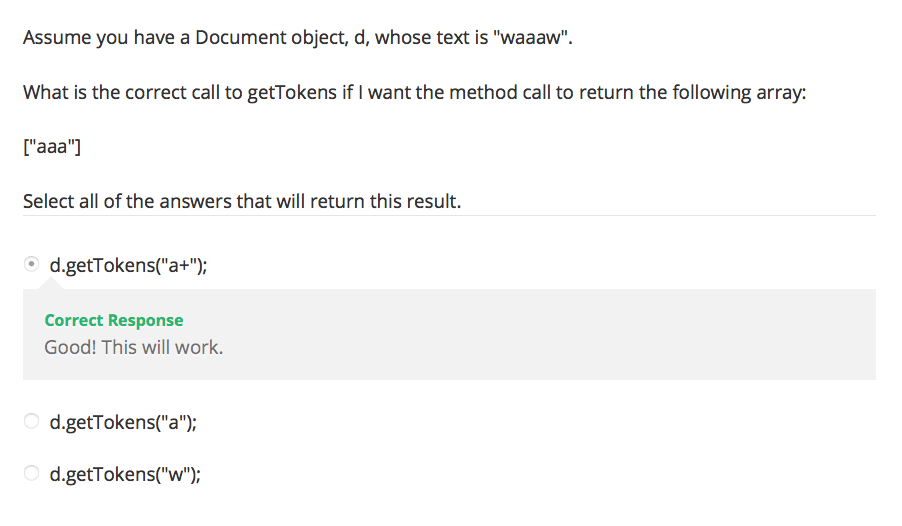 Assume you have a Document object, d, whose text is "waaaw".
What is the correct call to getTokens if I want the method call to return the following array:
["aaa"]
Select all of the answers that will return this result.
d.getTokens("a+");
Correct Response
Good! This will work.
d.getTokens("a");
d.getTokens("w");